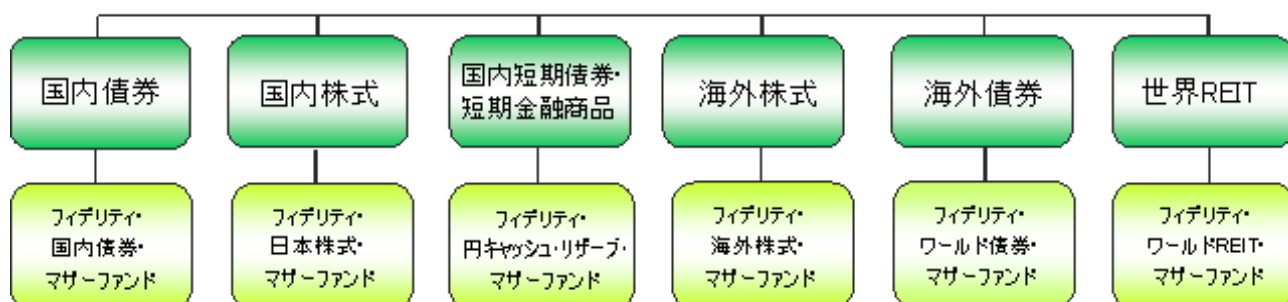 国内債券
国内株式
国内短期債券・
短期金融商品
海外株式
海外債券
世界REIT
フィデリティ・
国内債券・
マザーファンド
フィデリティ・
日本株式・
マザーファンド
フィデリティ・
円キャッシュ・リザーブ・
マザーファンド
フィデリティ・
海外株式・
マザーファンド
フィデリティ・
ワールド債券・
マザーファンド
フィデリティ・
ワールドREIT・
マザーファンド